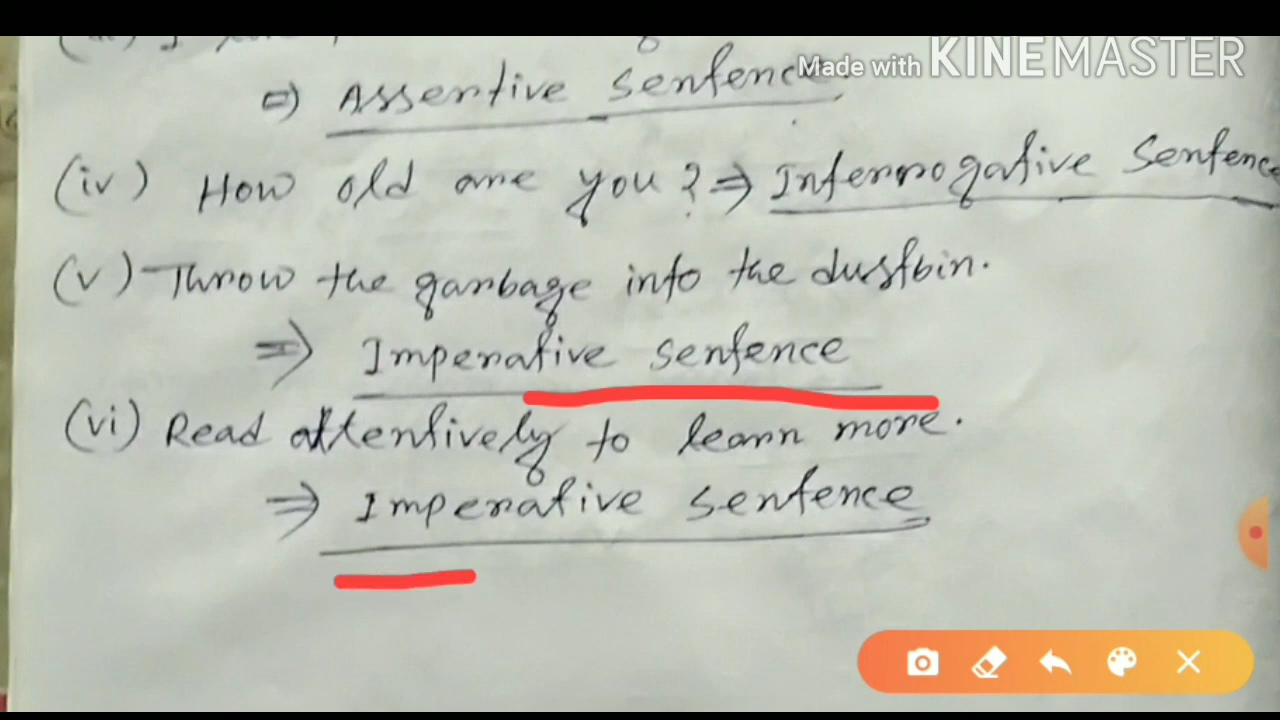 Made with KINEMASTER
⇒ Assertive Sentence.
(iv) How old are you? ⇒ Interrogative Sentence
(v) Throw the garbage into the dustbin.
⇒ Imperative sentence
(vi) Read attentively to learn more.
⇒ Imperative sentence